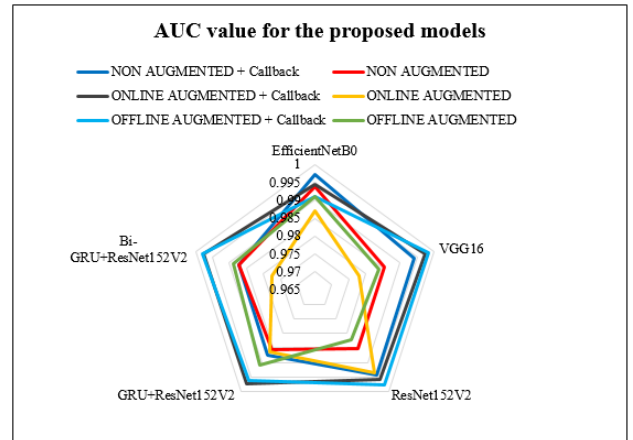 AUC value for the proposed models
NON AUGMENTED + Callback
NON AUGMENTED
ONLINE AUGMENTED + Callback
ONLINE AUGMENTED
OFFLINE AUGMENTED + Callback
OFFLINE AUGMENTED
EfficientNetB0
1
0.995
0.99
0.985
0.98
0.975
0.97
0.965
Bi-
GRU+ResNet152V2
VGG16
GRU+ResNet152V2
ResNet152V2